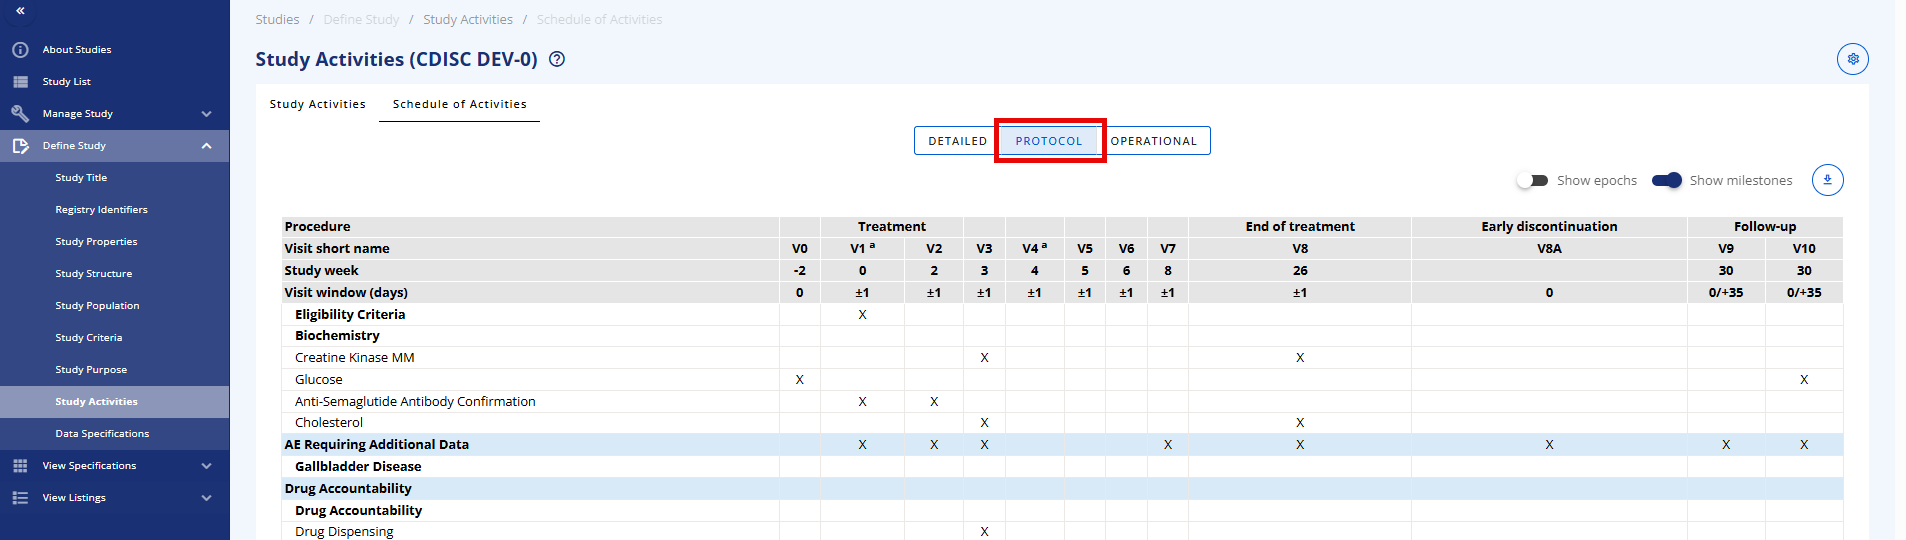 «
About Studies
Study List
Manage Study
Define Study
Study Title
Registry Identifiers
Study Properties
Study Structure
Study Population
Study Criteria
Study Purpose
Study Activities
Data Specifications
View Specifications
View Listings
Studies / Define Study / Study Activities / Schedule of Activities
Study Activities (CDISC DEV-0) ?
Study Activities Schedule of Activities
DETAILED PROTOCOL OPERATIONAL
Show epochs Show milestones
Procedure Treatment End of treatment Early discontinuation Follow-up
Visit short name V0 V1 a V2 V3 V4 a V5 V6 V7 V8 V8A V9 V10
Study week -2 0 2 3 4 5 6 8 26 30 30
Visit window (days) 0 ±1 ±1 ±1 ±1 ±1 ±1 ±1 ±1 0 0/+35 0/+35
Eligibility Criteria X
Biochemistry
Creatine Kinase MM X X
Glucose X X
Anti-Semaglutide Antibody Confirmation X X
Cholesterol X X
AE Requiring Additional Data X X X X X X X X
Gallbladder Disease
Drug Accountability
Drug Accountability
Drug Dispensing X